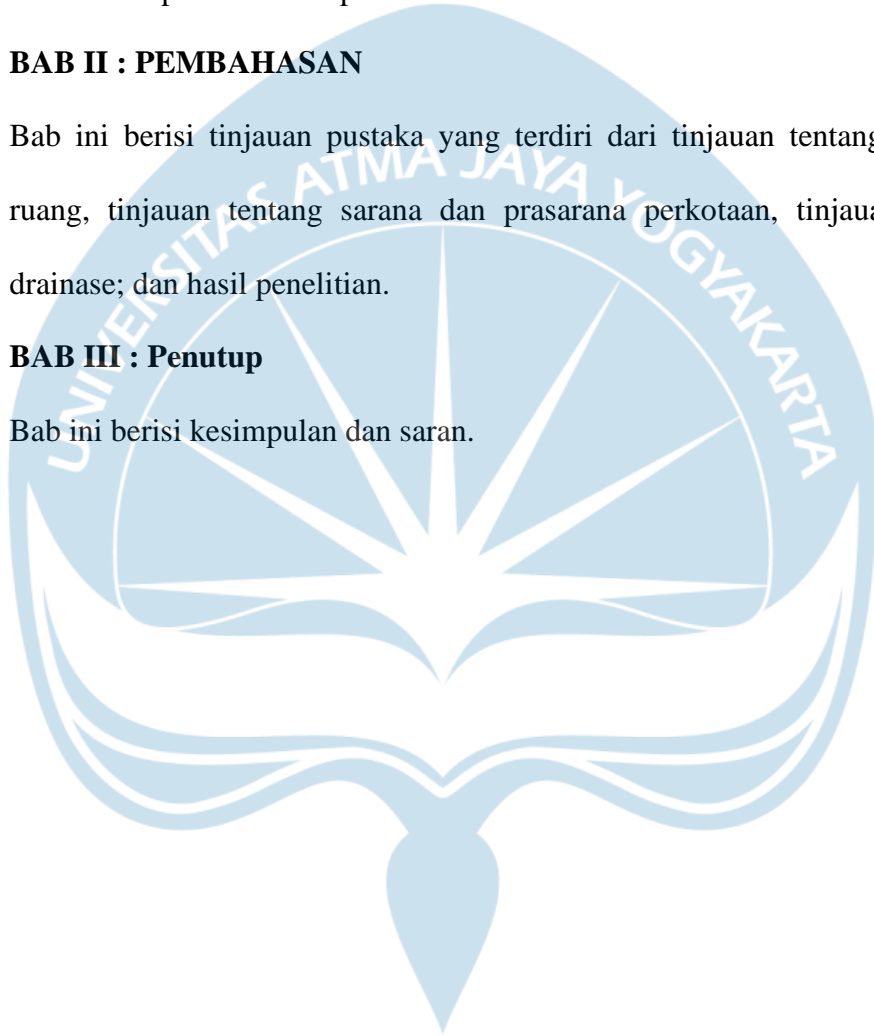 BAB II : PEMBAHASAN
Bab ini berisi tinjauan pustaka yang terdiri dari tinjauan tentang
ruang, tinjauan tentang sarana dan prasarana perkotaan, tinjaua
drainase; dan hasil penelitian.
BAB III : Penutup
Bab ini berisi kesimpulan dan saran.
UNIVERSITAS ATMA JAYA YOGYAKARTA